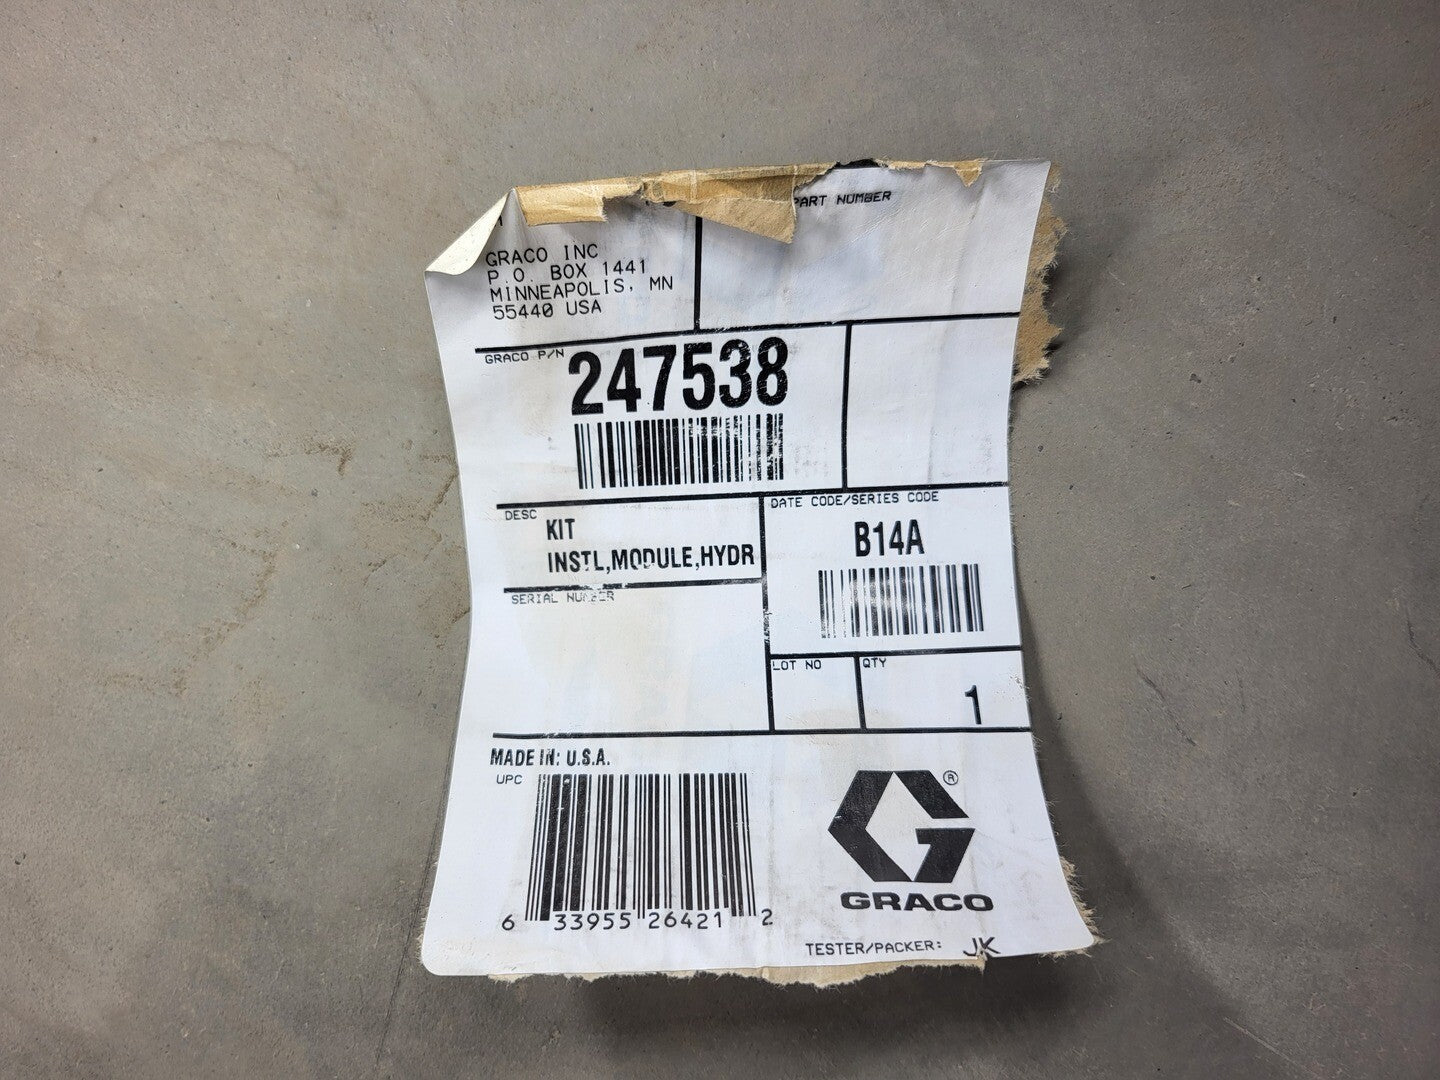 PART NUMBER
GRACO INC
P.O. BOX 1441
MINNEAPOLIS, MN
55440 USA
GRACO P/N 247538
DESC KIT
INSTL,MODULE,HYDR
DATE CODE/SERIES CODE
B14A
SERIAL NUMBER
LOT NO
QTY
1
MADE IN: U.S.A.
UPC
6 33955 26421 2
®
GRACO
TESTER/PACKER: JK